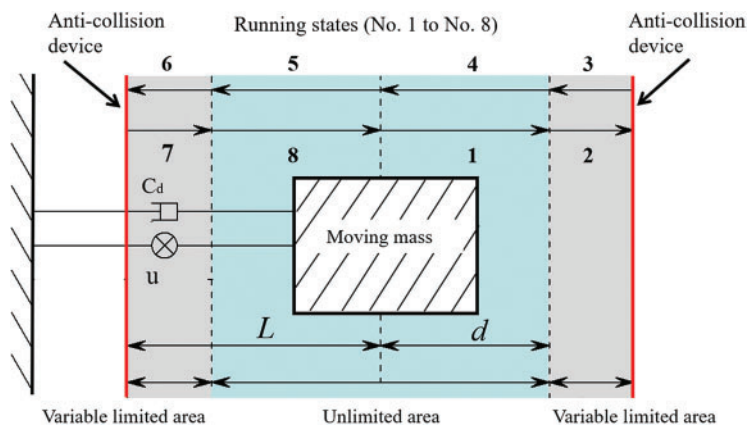 Anti-collision
device
Running states (No. 1 to No. 8)
Anti-collision
device
6
5
4
3
7
8
1
2
Cd
Moving mass
u
L
d
Variable limited area
Unlimited area
Variable limited area